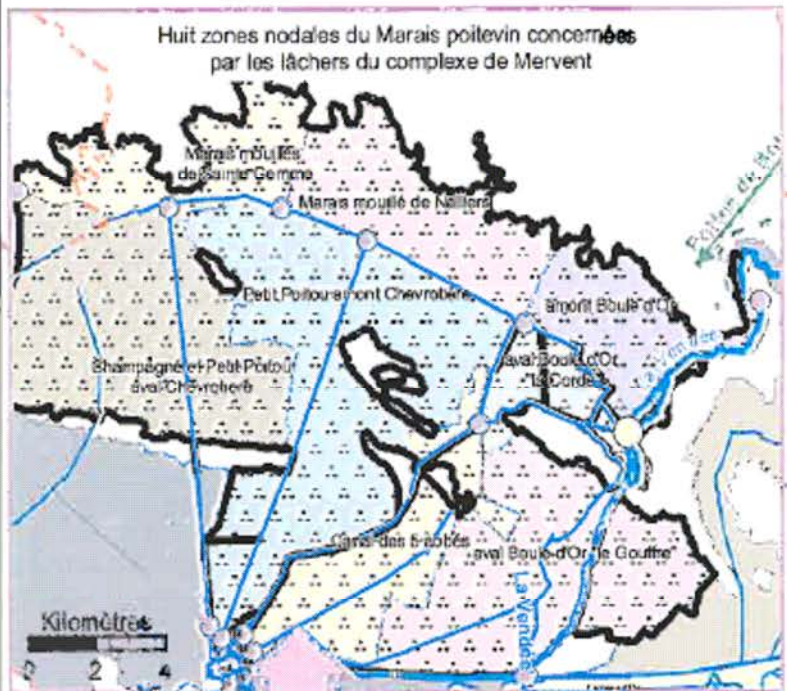 Huit zones nodales du Marais poitevin concernées
par les lâchers du complexe de Mervent
Marais mouillés
de Sainte Gemme
Marais mouillé de Nalliers
Petit Poitou amont Chevrotière
amont Boule d'Or
La Vendée
Champagné et Petit Poitou
aval Chevrotière
aval Boule d'Or
"la Corde"
Canal des 5 abbés
aval Boule d'Or "le Gouffre"
La Vendée
Kilomètres
0 2 4